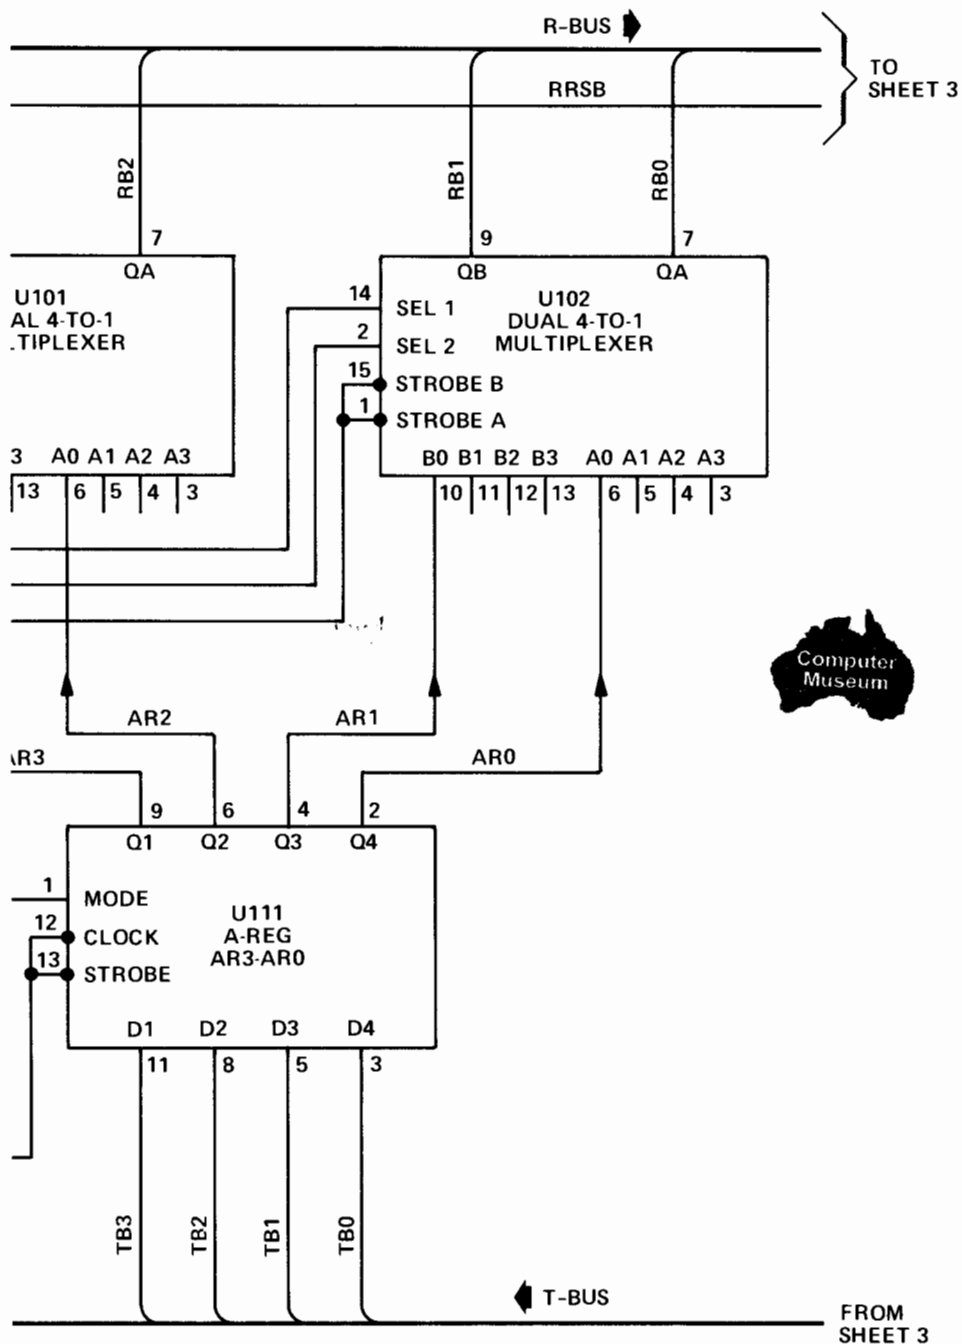 R-BUS
TO
SHEET 3
RRSB
RB2
RB1
RB0
7
9
7
QA
QB
QA
U101
AL 4-TO-1
LTIPLEXER
14
SEL 1
2
SEL 2
15
STROBE B
1
STROBE A
U102
DUAL 4-TO-1
MULTIPLEXER
3 A0 A1 A2 A3
13 6 5 4 3
B0 B1 B2 B3 A0 A1 A2 A3
10 11 12 13 6 5 4 3
Computer
Museum
AR2
AR1
AR3
AR0
9 6 4 2
Q1 Q2 Q3 Q4
1
MODE
12
CLOCK
13
STROBE
U111
A-REG
AR3-AR0
D1 D2 D3 D4
11 8 5 3
TB3
TB2
TB1
TB0
T-BUS
FROM
SHEET 3